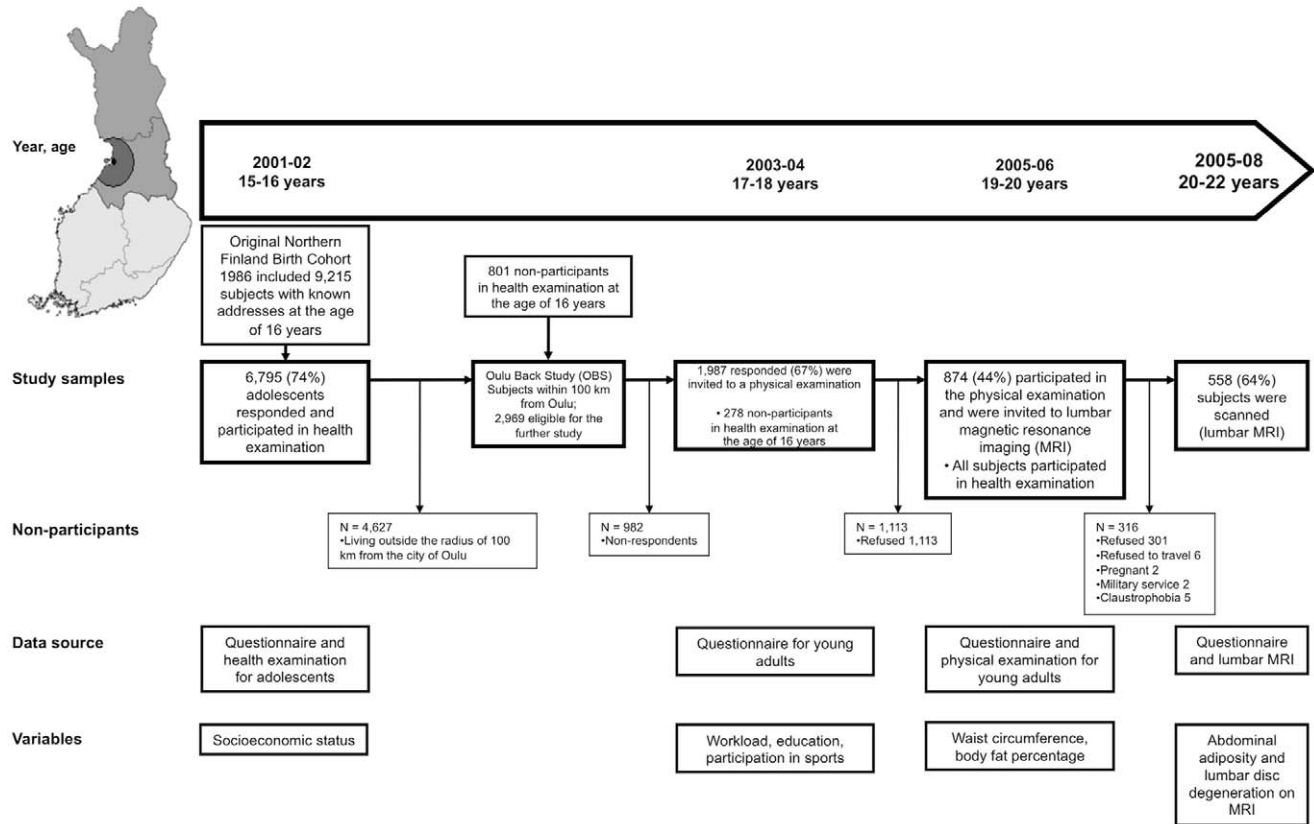 Year, age
2001-02
15-16 years
2003-04
17-18 years
2005-06
19-20 years
2005-08
20-22 years
Original Northern
Finland Birth Cohort
1986 included 9,215
subjects with known
addresses at the age
of 16 years
801 non-participants
in health examination at
the age of 16 years
Study samples
6,795 (74%)
adolescents
responded and
participated in health
examination
Oulu Back Study (OBS)
Subjects within 100 km
from Oulu;
2,969 eligible for the
further study
1,987 responded (67%) were
invited to a physical examination
• 278 non-participants
in health examination at
the age of 16 years
874 (44%) participated in
the physical examination
and were invited to lumbar
magnetic resonance
imaging (MRI)
• All subjects participated
in health examination
558 (64%)
subjects were
scanned
(lumbar MRI)
Non-participants
N = 4,627
•Living outside the radius of 100
km from the city of Oulu
N = 982
•Non-respondents
N = 1,113
•Refused 1,113
N = 316
•Refused 301
•Refused to travel 6
•Pregnant 2
•Military service 2
•Claustrophobia 5
Data source
Questionnaire and
health examination
for adolescents
Questionnaire for young
adults
Questionnaire and
physical examination for
young adults
Questionnaire
and lumbar MRI
Variables
Socioeconomic status
Workload, education,
participation in sports
Waist circumference,
body fat percentage
Abdominal
adiposity and
lumbar disc
degeneration on
MRI